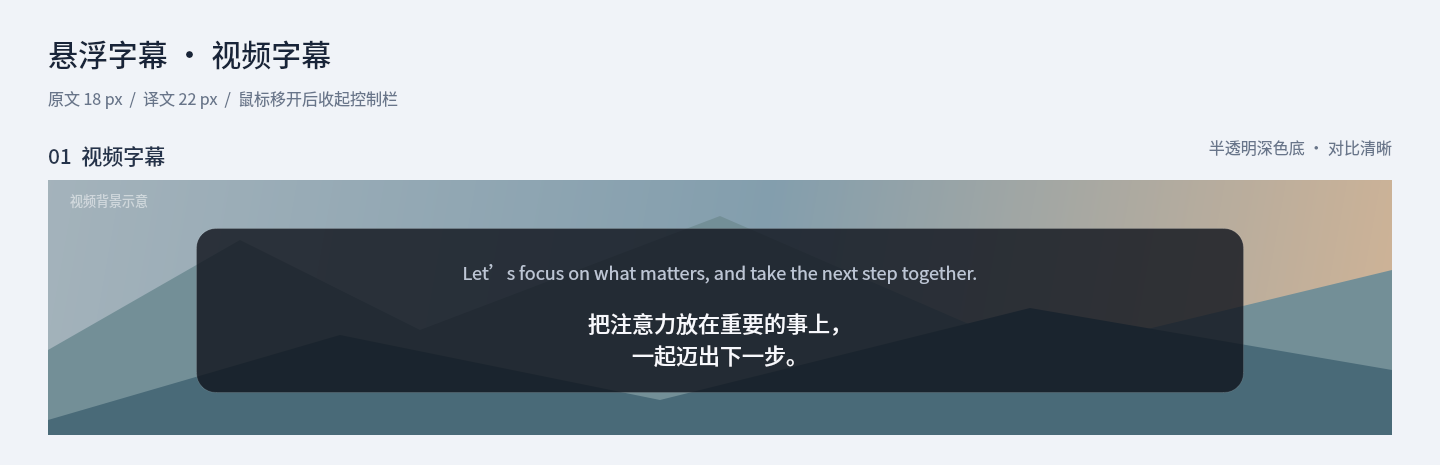 悬浮字幕 · 视频字幕
原文 18 px / 译文 22 px / 鼠标移开后收起控制栏
01 视频字幕
半透明深色底 · 对比清晰
视频背景示意
Let’s focus on what matters, and take the next step together.
把注意力放在重要的事上，
一起迈出下一步。